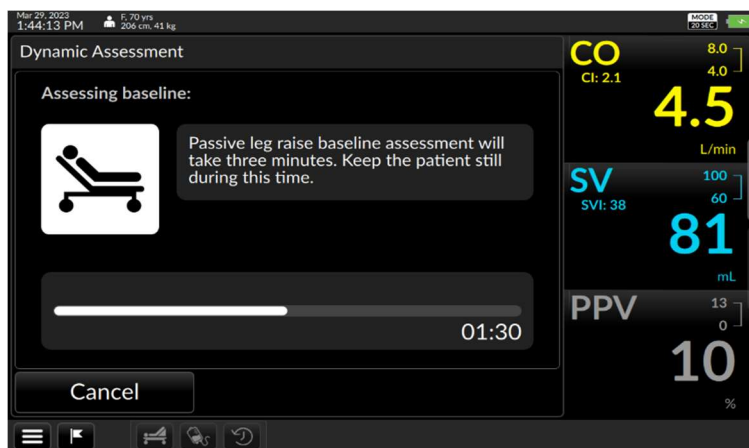 Mar 29, 2023
1:44:13 PM
F, 70 yrs
206 cm, 41 kg
MODE
20 SEC
Dynamic Assessment
Assessing baseline:
Passive leg raise baseline assessment will
take three minutes. Keep the patient still
during this time.
01:30
Cancel
CO
CI: 2.1
8.0
4.0
4.5
L/min
SV
SVI: 38
100
60
81
mL
PPV
13
0
10
%